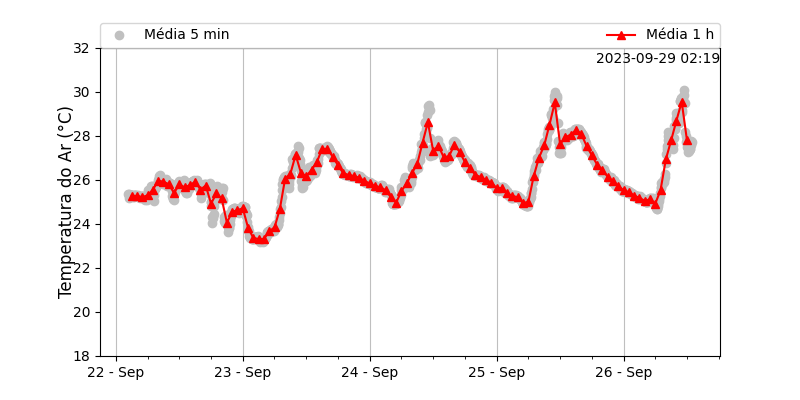 Média 5 min
Média 1 h
2023-09-29 02:19
Temperatura do Ar (°C)
32
30
28
26
24
22
20
18
22 - Sep
23 - Sep
24 - Sep
25 - Sep
26 - Sep